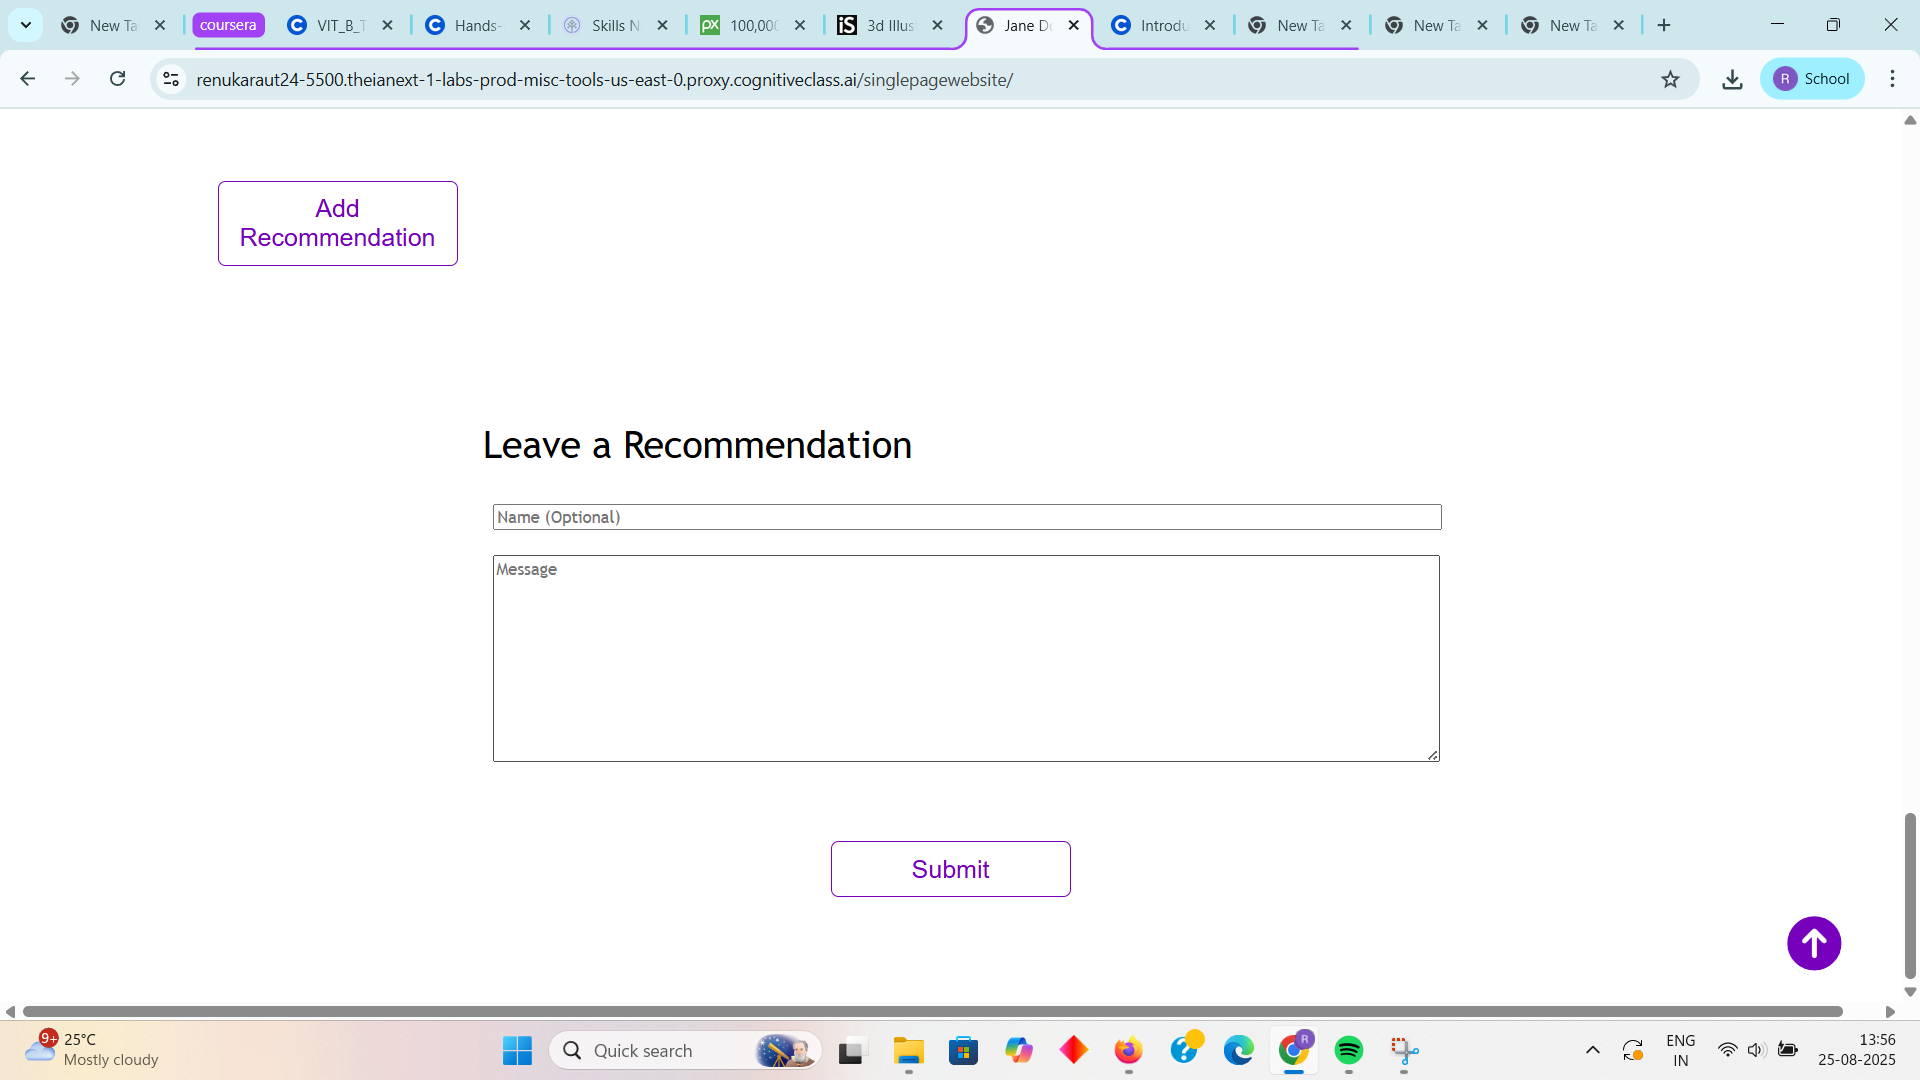 New Ta
coursera
VIT_B_T
Hands-
Skills N
px
100,00
iS
3d Illus
Jane D
Introdu
New Ta
New Ta
New Ta
renukaraut24-5500.theianext-1-labs-prod-misc-tools-us-east-0.proxy.cognitiveclass.ai/singlepagewebsite/
R
School
Add
Recommendation
Leave a Recommendation
Name (Optional)
Message
Submit
9+
25°C
Mostly cloudy
Quick search
R
ENG
IN
13:56
25-08-2025